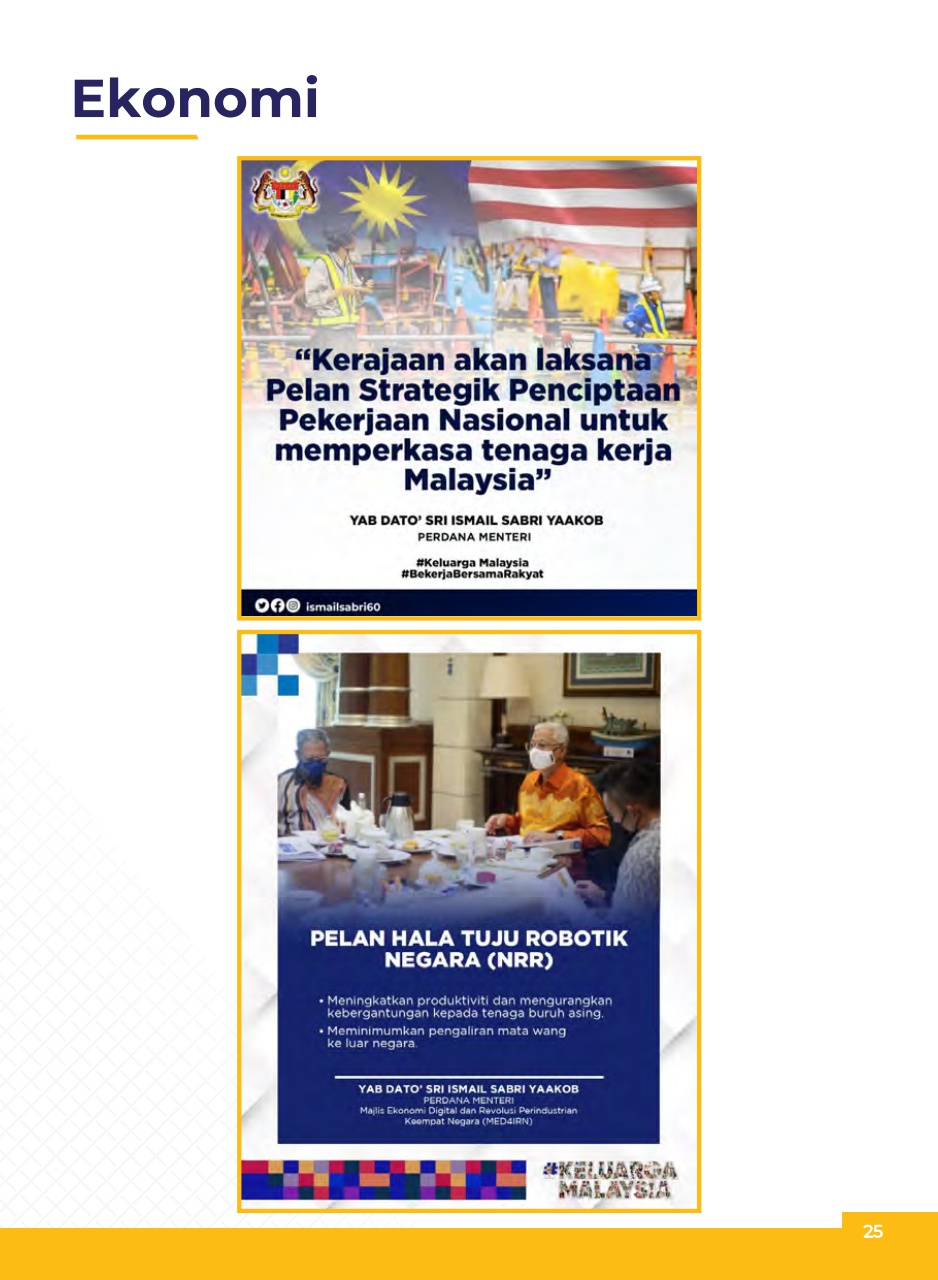 Ekonomi
“Kerajaan akan laksana
Pelan Strategik Penciptaan
Pekerjaan Nasional untuk
memperkasa tenaga kerja
Malaysia”
YAB DATO’ SRI ISMAIL SABRI YAAKOB
PERDANA MENTERI
#Keluarga Malaysia
#BekerjaBersamaRakyat
ismailsabri60
PELAN HALA TUJU ROBOTIK
NEGARA (NRR)
• Meningkatkan produktiviti dan mengurangkan
kebergantungan kepada tenaga buruh asing.
• Meminimumkan pengaliran mata wang
ke luar negara.
YAB DATO’ SRI ISMAIL SABRI YAAKOB
PERDANA MENTERI
Majlis Ekonomi Digital dan Revolusi Perindustrian
Keempat Negara (MED4IRN)
#KELUARGA
MALAYSIA
25